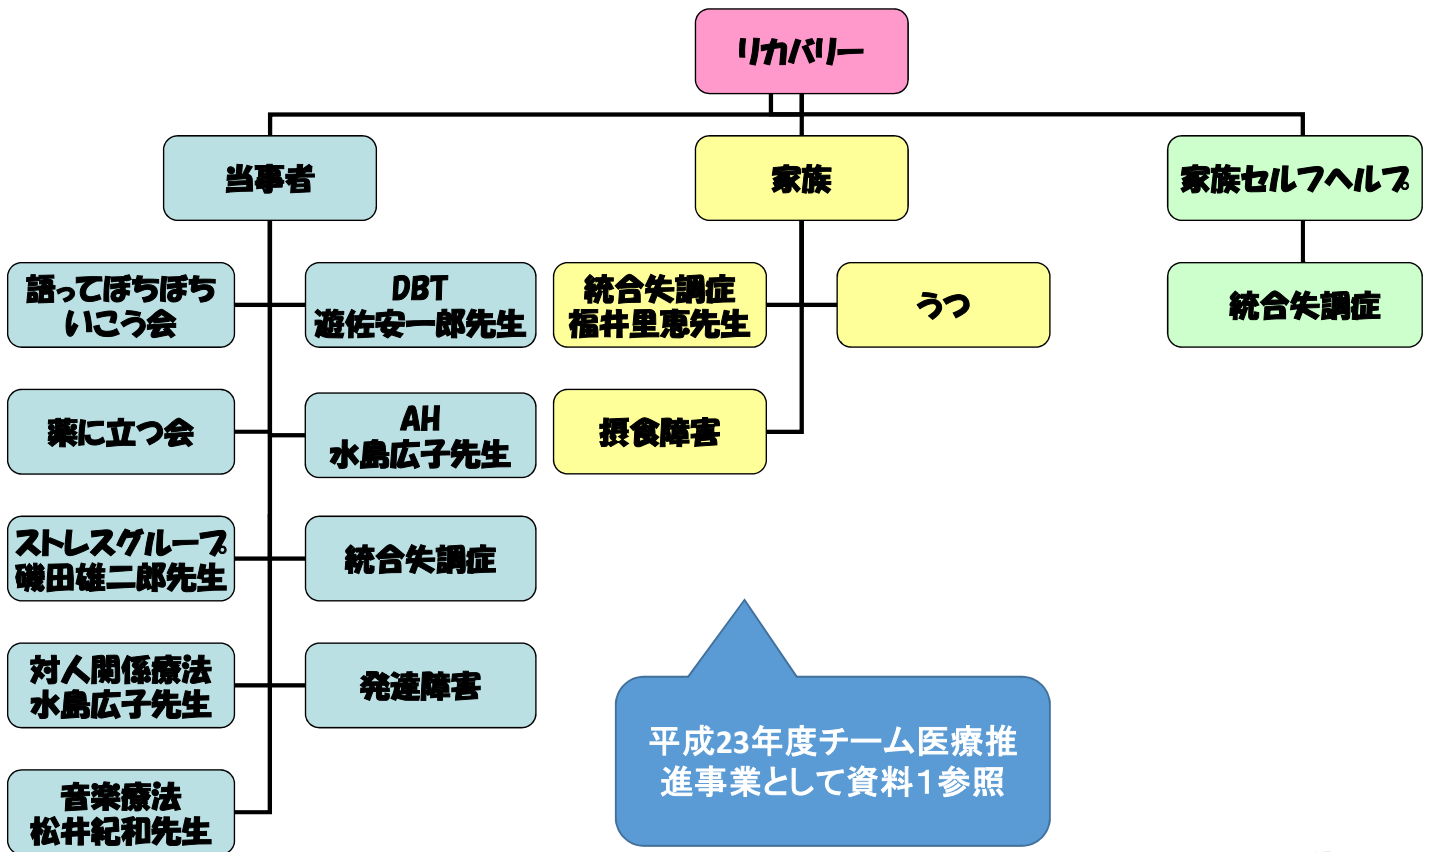 リカバリー
当事者
家族
家族セルフヘルプ
語ってぼちぼち
いこう会
DBT
遊佐安一郎先生
統合失調症
福井里恵先生
うつ
統合失調症
薬に立つ会
AH
水島広子先生
摂食障害
ストレスグループ
磯田雄二郎先生
統合失調症
対人関係療法
水島広子先生
発達障害
音楽療法
松井紀和先生
平成23年度チーム医療推
進事業として資料１参照